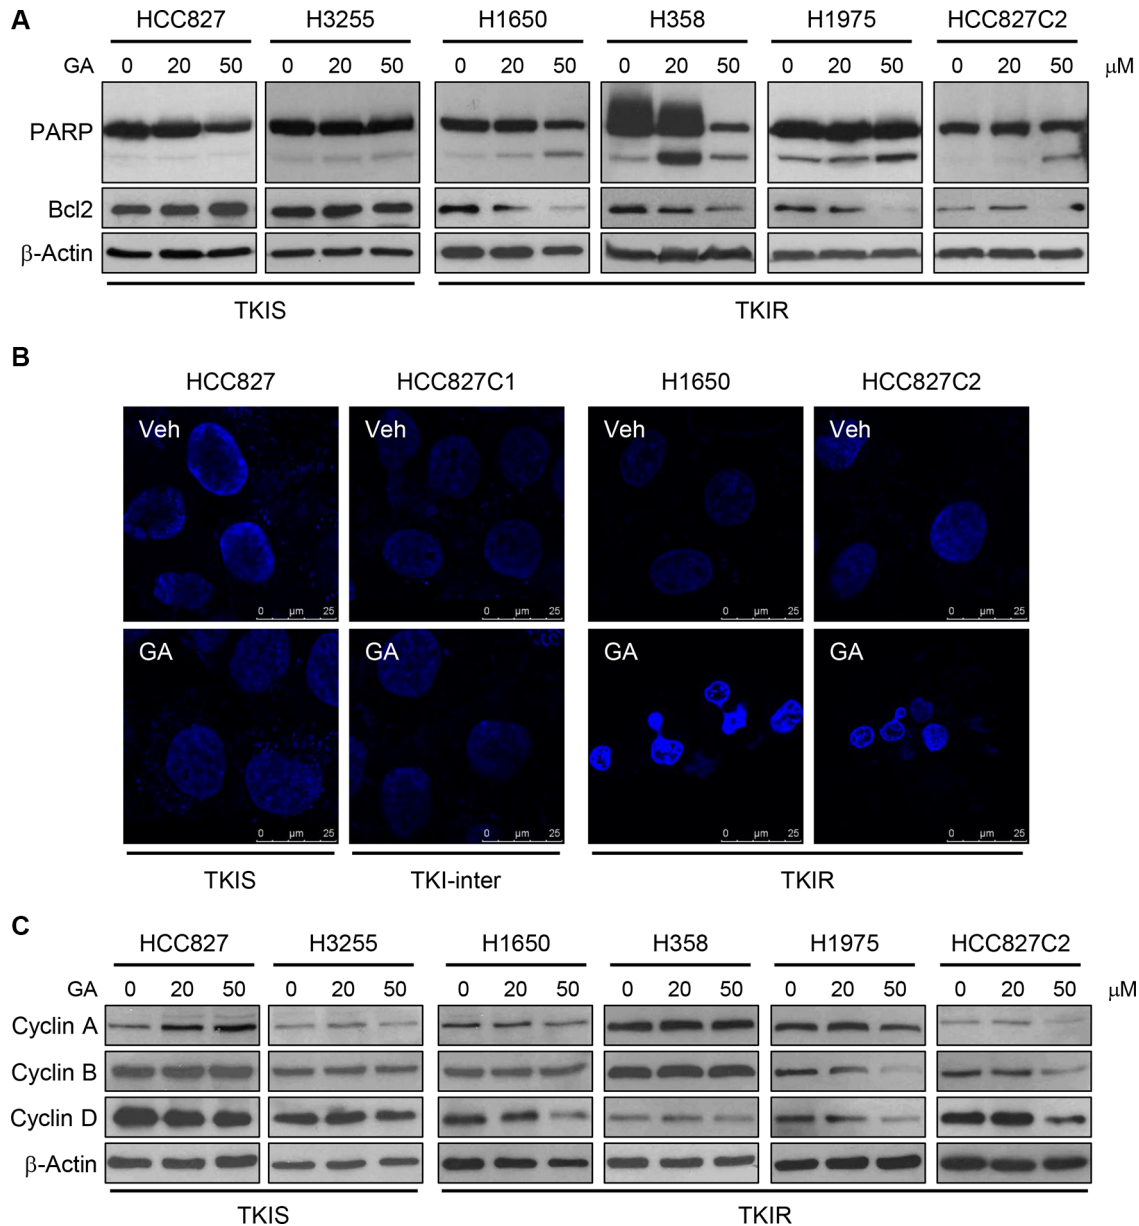 A
HCC827 H3255 H1650 H358 H1975 HCC827C2
GA 0 20 50 0 20 50 0 20 50 0 20 50 0 20 50 0 20 50 μM
PARP
Bcl2
β-Actin
TKIS TKIR
B
HCC827 HCC827C1 H1650 HCC827C2
Veh Veh Veh Veh
0 μm 25 0 μm 25 0 μm 25 0 μm 25
GA GA GA GA
0 μm 25 0 μm 25 0 μm 25 0 μm 25
TKIS TKI-inter TKIR
C
HCC827 H3255 H1650 H358 H1975 HCC827C2
GA 0 20 50 0 20 50 0 20 50 0 20 50 0 20 50 0 20 50 μM
Cyclin A
Cyclin B
Cyclin D
β-Actin
TKIS TKIR